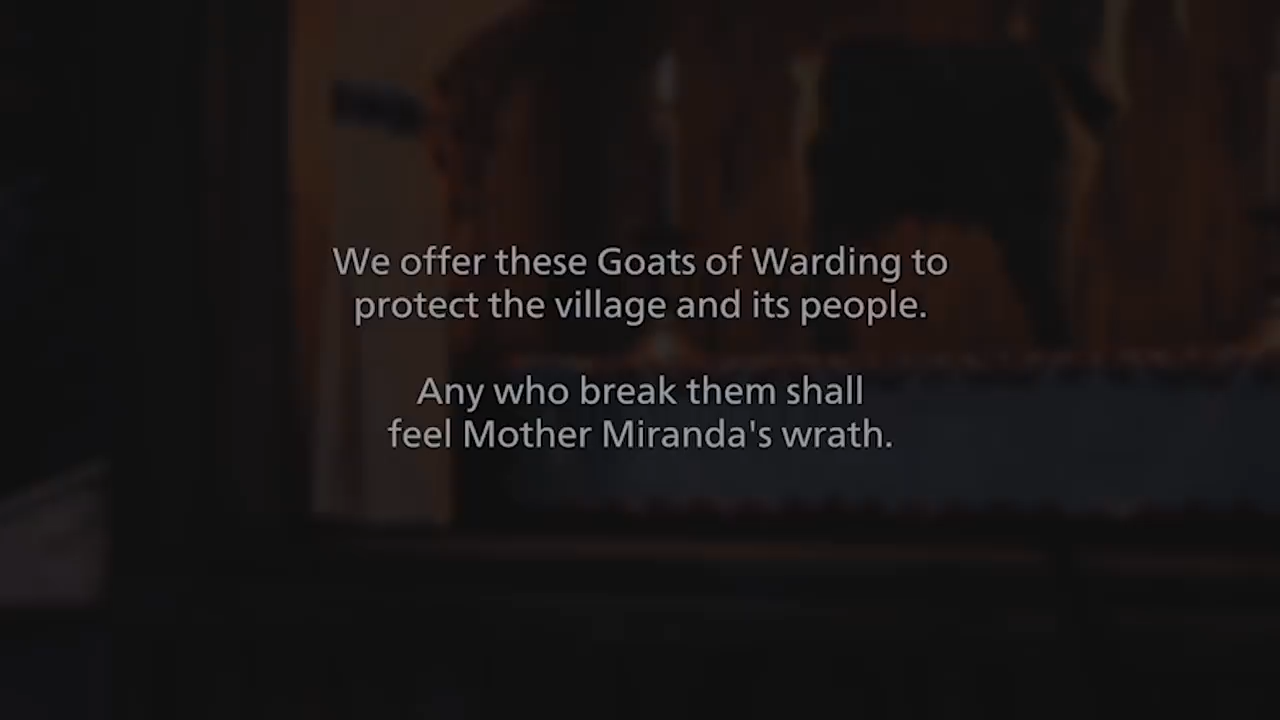 We offer these Goats of Warding to
protect the village and its people.
Any who break them shall
feel Mother Miranda's wrath.